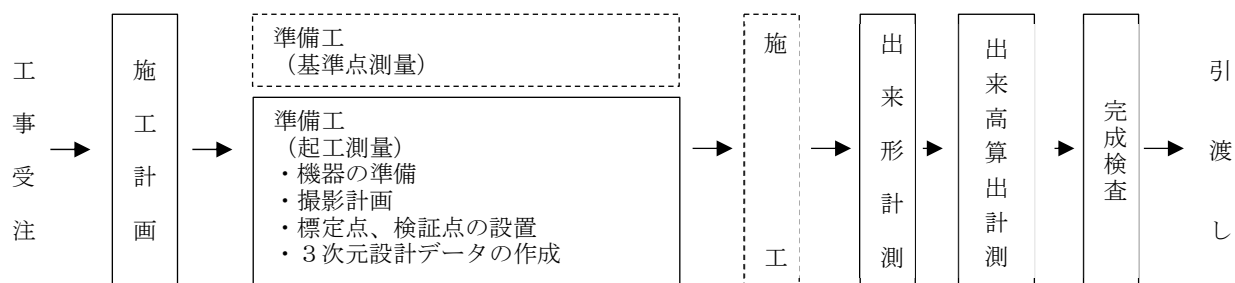 工事受注
施工計画
準備工
（基準点測量）
準備工
（起工測量）
・機器の準備
・撮影計画
・標定点、検証点の設置
・３次元設計データの作成
施工
出来形計測
出来高算出計測
完成検査
引渡し